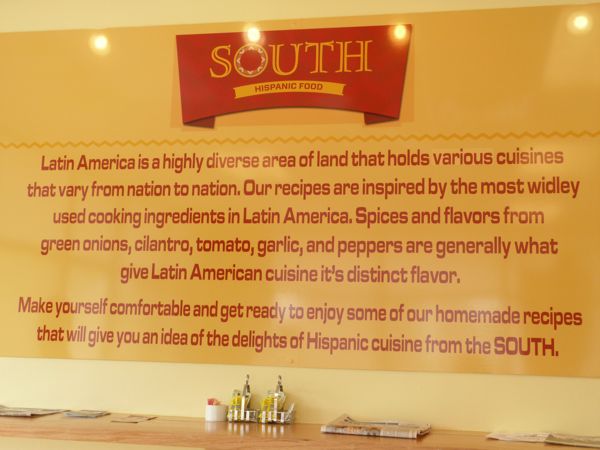 SOUTH
HISPANIC FOOD
Latin America is a highly diverse area of land that holds various cuisines
that vary from nation to nation. Our recipes are inspired by the most widley
used cooking ingredients in Latin America. Spices and flavors from
green onions, cilantro, tomato, garlic, and peppers are generally what
give Latin American cuisine it's distinct flavor.
Make yourself comfortable and get ready to enjoy some of our homemade recipes
that will give you an idea of the delights of Hispanic cuisine from the SOUTH.